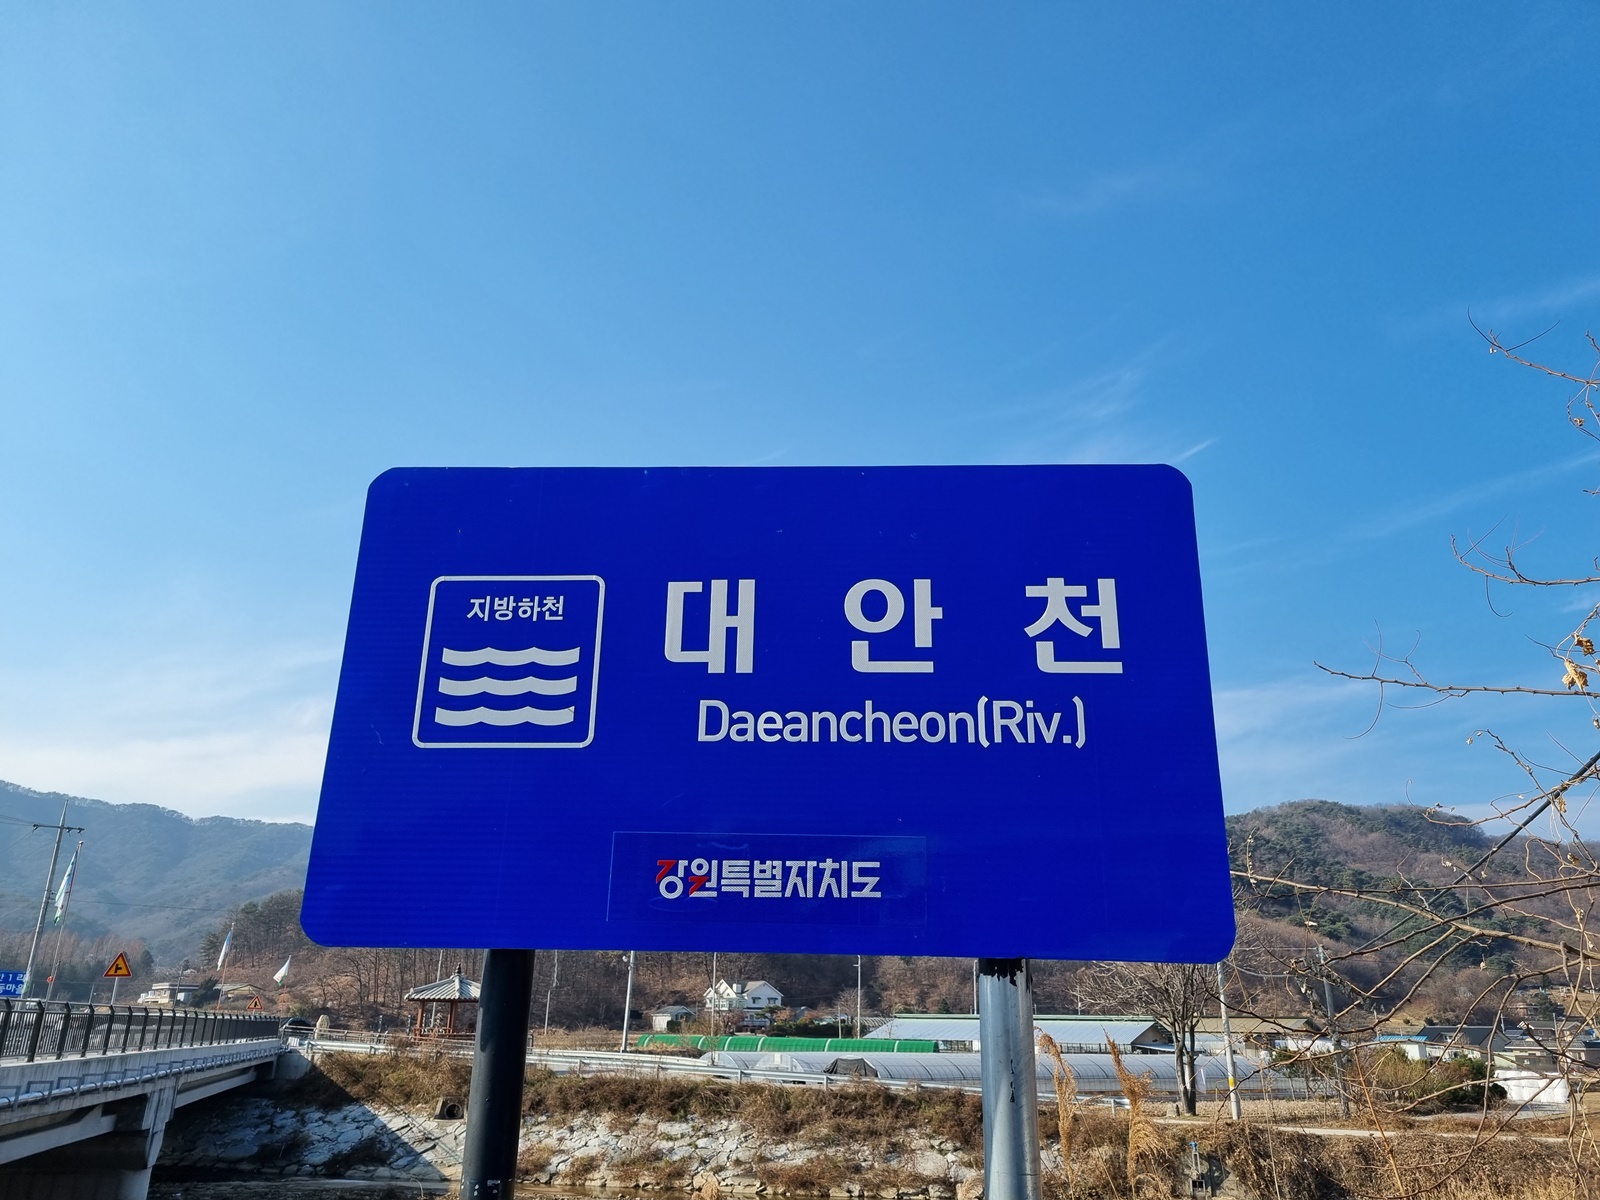 지방하천
대 안 천
Daeancheon(Riv.)
강원특별자치도